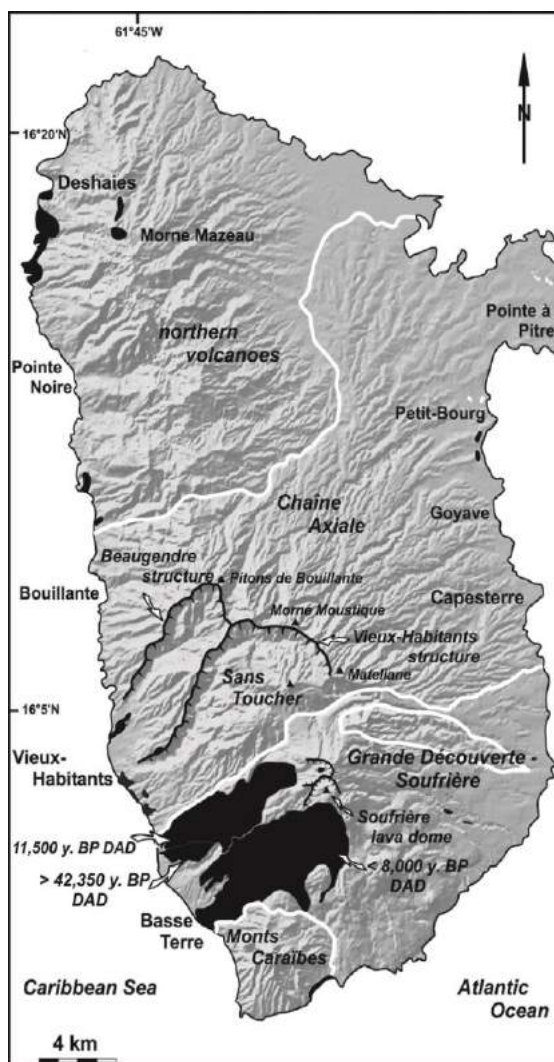 61°45W
N
16°20'N
Deshaies
Morne Mazeau
northern
volcanoes
Pointe à
Pitre
Pointe
Noire
Petit-Bourg
Chaîne
Axiale
Goyave
Beaugendre
structure
Pitons de Bouillante
Bouillante
Capesterre
Morne Moustique
Vieux-Habitants
structure
Sans
Toucher
Mateliane
16°5'N
Vieux-
Habitants
Grande Découverte -
Soufrière
Soufrière
lava dome
11,500 y. BP
DAD
< 8,000 y. BP
DAD
> 42,350 y. BP
DAD
Basse
Terre
Monts
Caraïbes
Caribbean Sea
Atlantic
Ocean
4 km